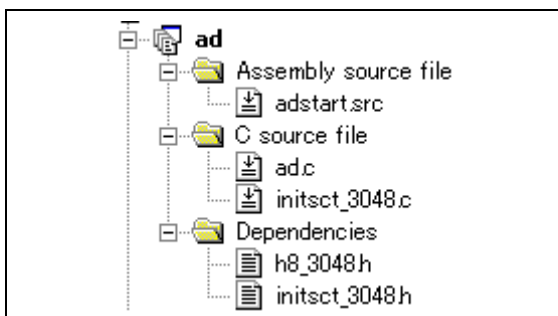 ad
Assembly source file
adstart.src
C source file
ad.c
initsct_3048.c
Dependencies
h8_3048.h
initsct_3048.h